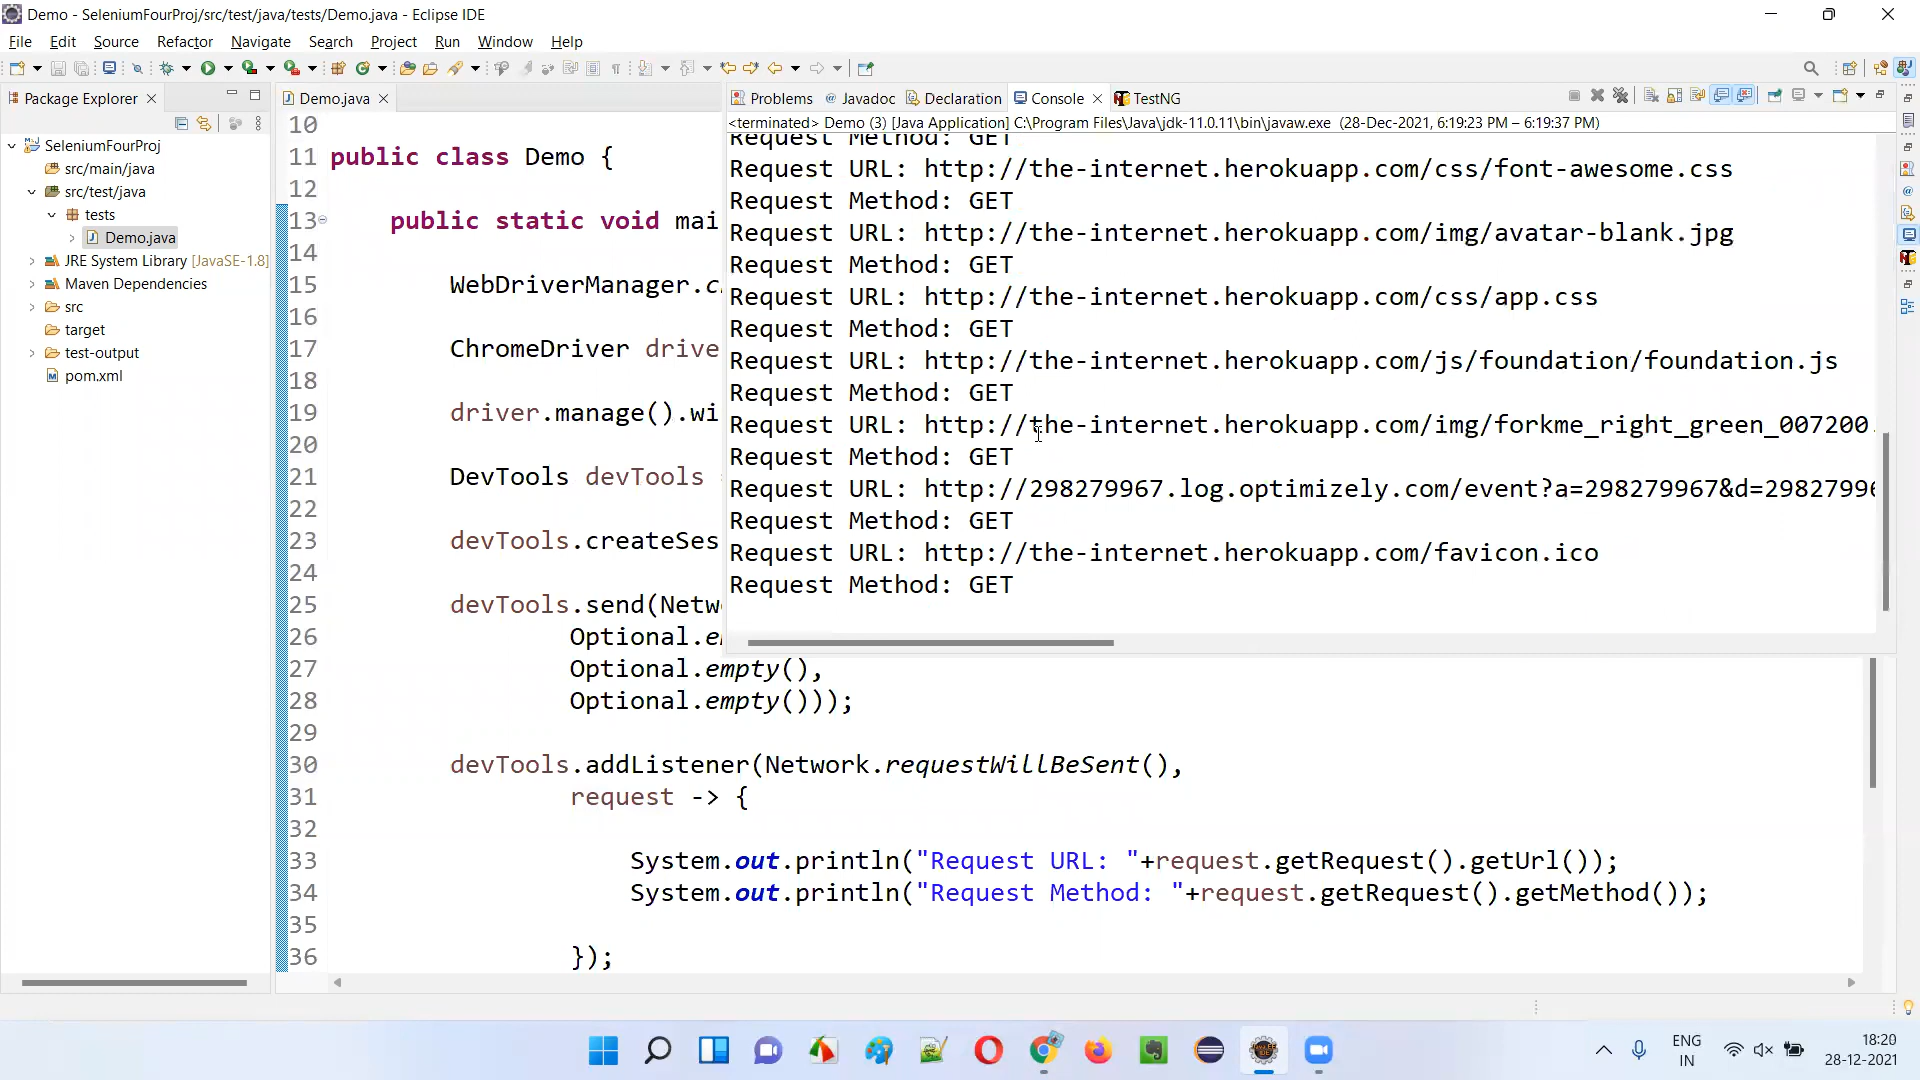 Demo - SeleniumFourProj/src/test/java/tests/Demo.java - Eclipse IDE
File Edit Source Refactor Navigate Search Project Run Window Help
Package Explorer
SeleniumFourProj
src/main/java
src/test/java
tests
Demo.java
JRE System Library [JavaSE-1.8]
Maven Dependencies
src
target
test-output
pom.xml
Demo.java
10
11 public class Demo {
12
13 public static void mai
14
15 WebDriverManager.c
16
17 ChromeDriver drive
18
19 driver.manage().wi
20
21 DevTools devTools
22
23 devTools.createSes
24
25 devTools.send(Netw
26 Optional.e
27 Optional.empty(),
28 Optional.empty()));
29
30 devTools.addListener(Network.requestWillBeSent(),
31 request -> {
32
33 System.out.println("Request URL: "+request.getRequest().getUrl());
34 System.out.println("Request Method: "+request.getRequest().getMethod());
35
36 });
Problems Javadoc Declaration Console TestNG
<terminated> Demo (3) [Java Application] C:\Program Files\Java\jdk-11.0.11\bin\javaw.exe (28-Dec-2021, 6:19:23 PM – 6:19:37 PM)
Request Method: GET
Request URL: http://the-internet.herokuapp.com/css/font-awesome.css
Request Method: GET
Request URL: http://the-internet.herokuapp.com/img/avatar-blank.jpg
Request Method: GET
Request URL: http://the-internet.herokuapp.com/css/app.css
Request Method: GET
Request URL: http://the-internet.herokuapp.com/js/foundation/foundation.js
Request Method: GET
Request URL: http://the-internet.herokuapp.com/img/forkme_right_green_007200
Request Method: GET
Request URL: http://298279967.log.optimizely.com/event?a=298279967&d=29827996
Request Method: GET
Request URL: http://the-internet.herokuapp.com/favicon.ico
Request Method: GET
ENG
IN
18:20
28-12-2021